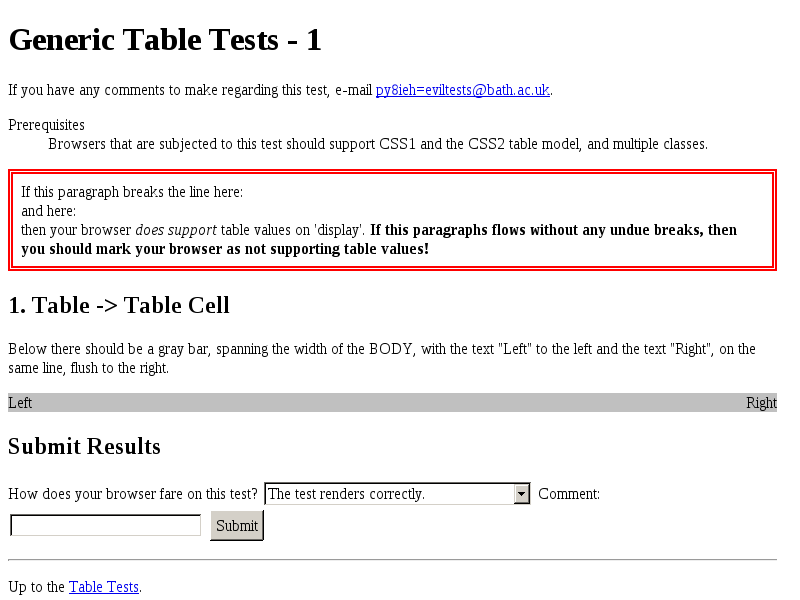 Generic Table Tests - 1
If you have any comments to make regarding this test, e-mail py8ieh=eviltests@bath.ac.uk.
Prerequisites
Browsers that are subjected to this test should support CSS1 and the CSS2 table model, and multiple classes.
If this paragraph breaks the line here:
and here:
then your browser does support table values on 'display'. If this paragraphs flows without any undue breaks, then
you should mark your browser as not supporting table values!
1. Table -> Table Cell
Below there should be a gray bar, spanning the width of the BODY, with the text "Left" to the left and the text "Right", on the
same line, flush to the right.
Left Right
Submit Results
How does your browser fare on this test? The test renders correctly. Comment:
Submit
Up to the Table Tests.